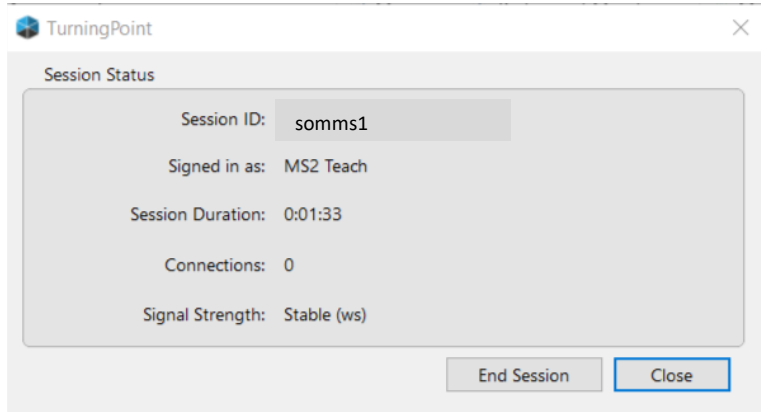 TurningPoint
Session Status
Session ID: somms1
Signed in as: MS2 Teach
Session Duration: 0:01:33
Connections: 0
Signal Strength: Stable (ws)
End Session Close